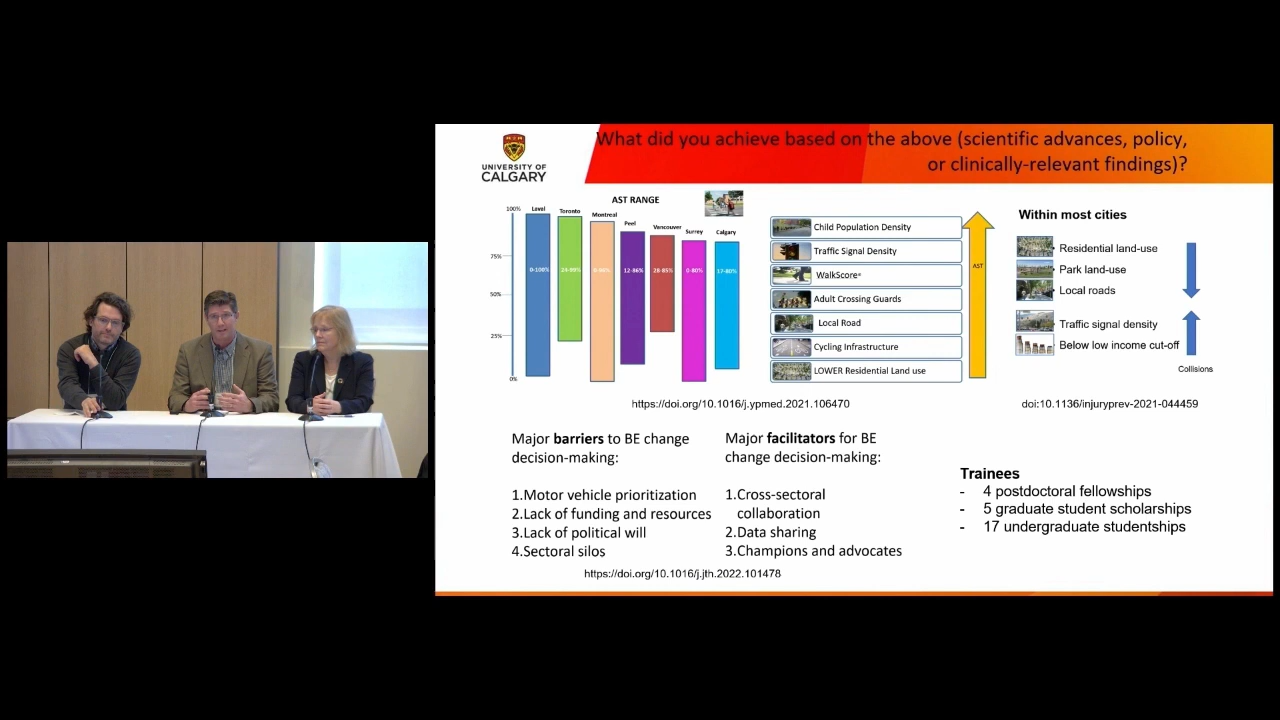 What did you achieve based on the above (scientific advances, policy,
or clinically-relevant findings)?
UNIVERSITY OF
CALGARY
AST RANGE
100%
75%
50%
25%
0%
Laval
Toronto
Montreal
Peel
Vancouver
Surrey
Calgary
0-100%
12-86%
28-85%
0-80%
17-80%
Child Population Density
Traffic Signal Density
WalkScore®
Adult Crossing Guards
Local Road
Cycling Infrastructure
LOWER Residential Land use
AST
https://doi.org/10.1016/j.ypmed.2021.106470
Within most cities
Residential land-use
Park land-use
Local roads
Traffic signal density
Below low income cut-off
Collisions
doi:10.1136/injuryprev-2021-044459
Major barriers to BE change
decision-making:
1.Motor vehicle prioritization
2.Lack of funding and resources
3.Lack of political will
4.Sectoral silos
Major facilitators for BE
change decision-making:
1.Cross-sectoral
collaboration
2.Data sharing
3.Champions and advocates
https://doi.org/10.1016/j.jth.2022.101478
Trainees
- 4 postdoctoral fellowships
- 5 graduate student scholarships
- 17 undergraduate studentships